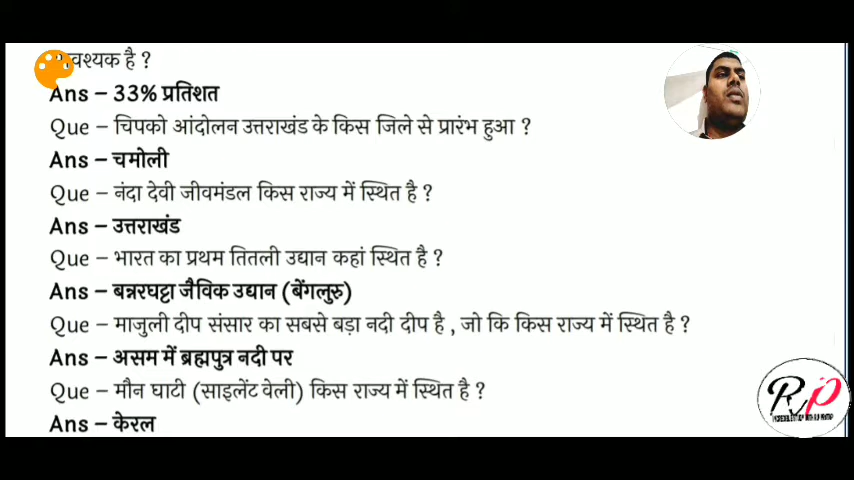 वश्यक है ?
Ans – 33% प्रतिशत
Que – चिपको आंदोलन उत्तराखंड के किस जिले से प्रारंभ हुआ ?
Ans – चमोली
Que – नंदा देवी जीवमंडल किस राज्य में स्थित है ?
Ans – उत्तराखंड
Que – भारत का प्रथम तितली उद्यान कहां स्थित है ?
Ans – बन्नरघट्टा जैविक उद्यान (बेंगलुरु)
Que – माजुली दीप संसार का सबसे बड़ा नदी दीप है , जो कि किस राज्य में स्थित है ?
Ans – असम में ब्रह्मपुत्र नदी पर
Que – मौन घाटी (साइलेंट वेली) किस राज्य में स्थित है ?
Ans – केरल